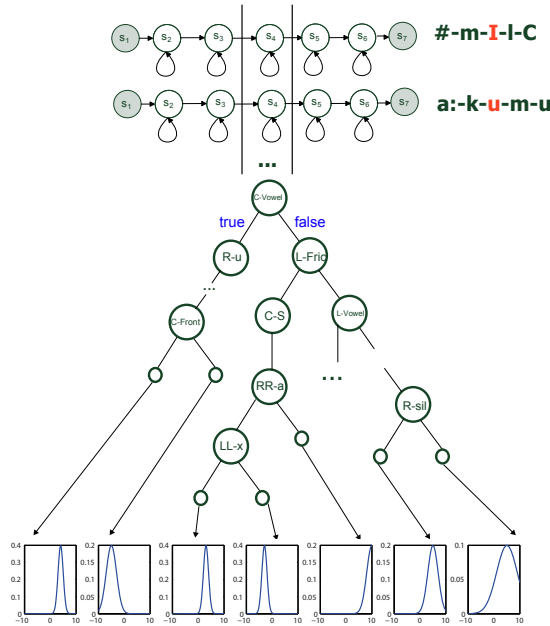 s1 s2 s3 s4 s5 s6 s7 #-m-I-l-C
s1 s2 s3 s4 s5 s6 s7 a:-k-u-m-u
...
C-Vowel
true false
R-u L-Fric
...
C-Front C-S L-Vowel
...
RR-a
R-sil
LL-x
0.4 0.2 0.4 0.4 0.2 0.2 0.1
0.3 0.15 0.3 0.3 0.15 0.15
0.2 0.1 0.2 0.2 0.1 0.1 0.05
0.1 0.05 0.1 0.1 0.05 0.05
0 0 0 0 0 0 0
−10 0 10 −10 0 10 −10 0 10 −10 0 10 −10 0 10 −10 0 10 −10 0 10